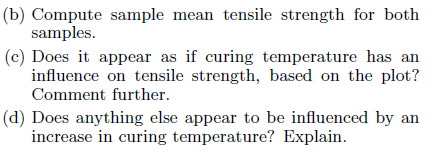 (b) Compute sample mean tensile strength for both
samples.
(c) Does it appear as if curing temperature has an
influence on tensile strength, based on the plot?
Comment further.
(d) Does anything else appear to be influenced by an
increase in curing temperature? Explain.